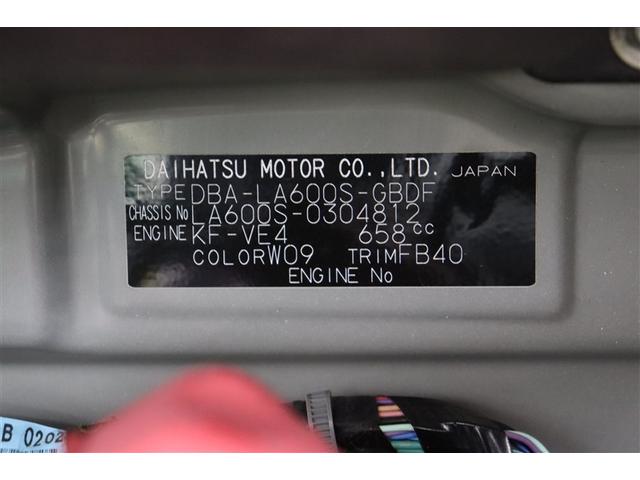 DAIHATSU MOTOR CO.,LTD. JAPAN
TYPE DBA-LA600S-GBDF
CHASSIS No LA600S-0304812
ENGINE KF-VE4 658cc
COLOR W09 TRIM FB40
ENGINE No
B 0202